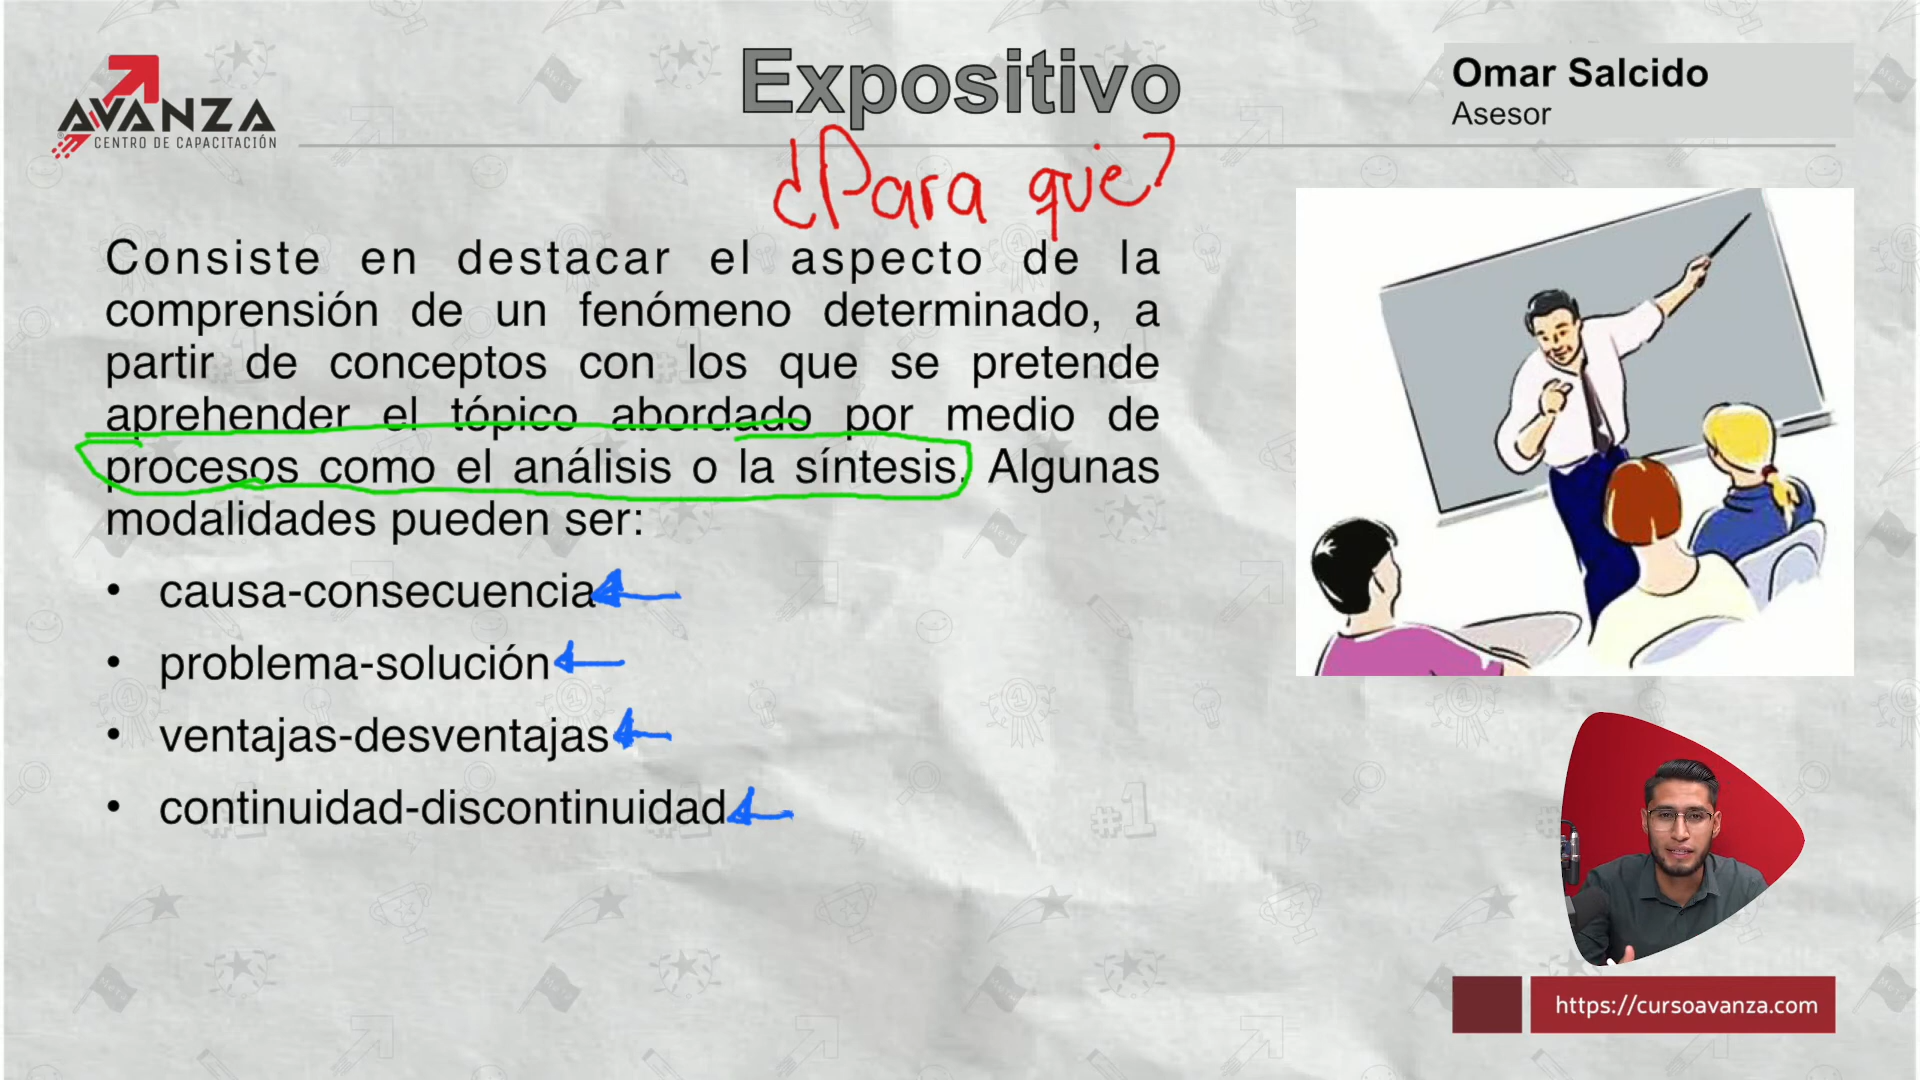 AVANZA
CENTRO DE CAPACITACIÓN
Expositivo
Omar Salcido
Asesor
¿Para que?
Consiste en destacar el aspecto de la
comprensión de un fenómeno determinado, a
partir de conceptos con los que se pretende
aprehender el tópico abordado por medio de
procesos como el análisis o la síntesis. Algunas
modalidades pueden ser:
• causa-consecuencia
• problema-solución
• ventajas-desventajas
• continuidad-discontinuidad
https://cursoavanza.com